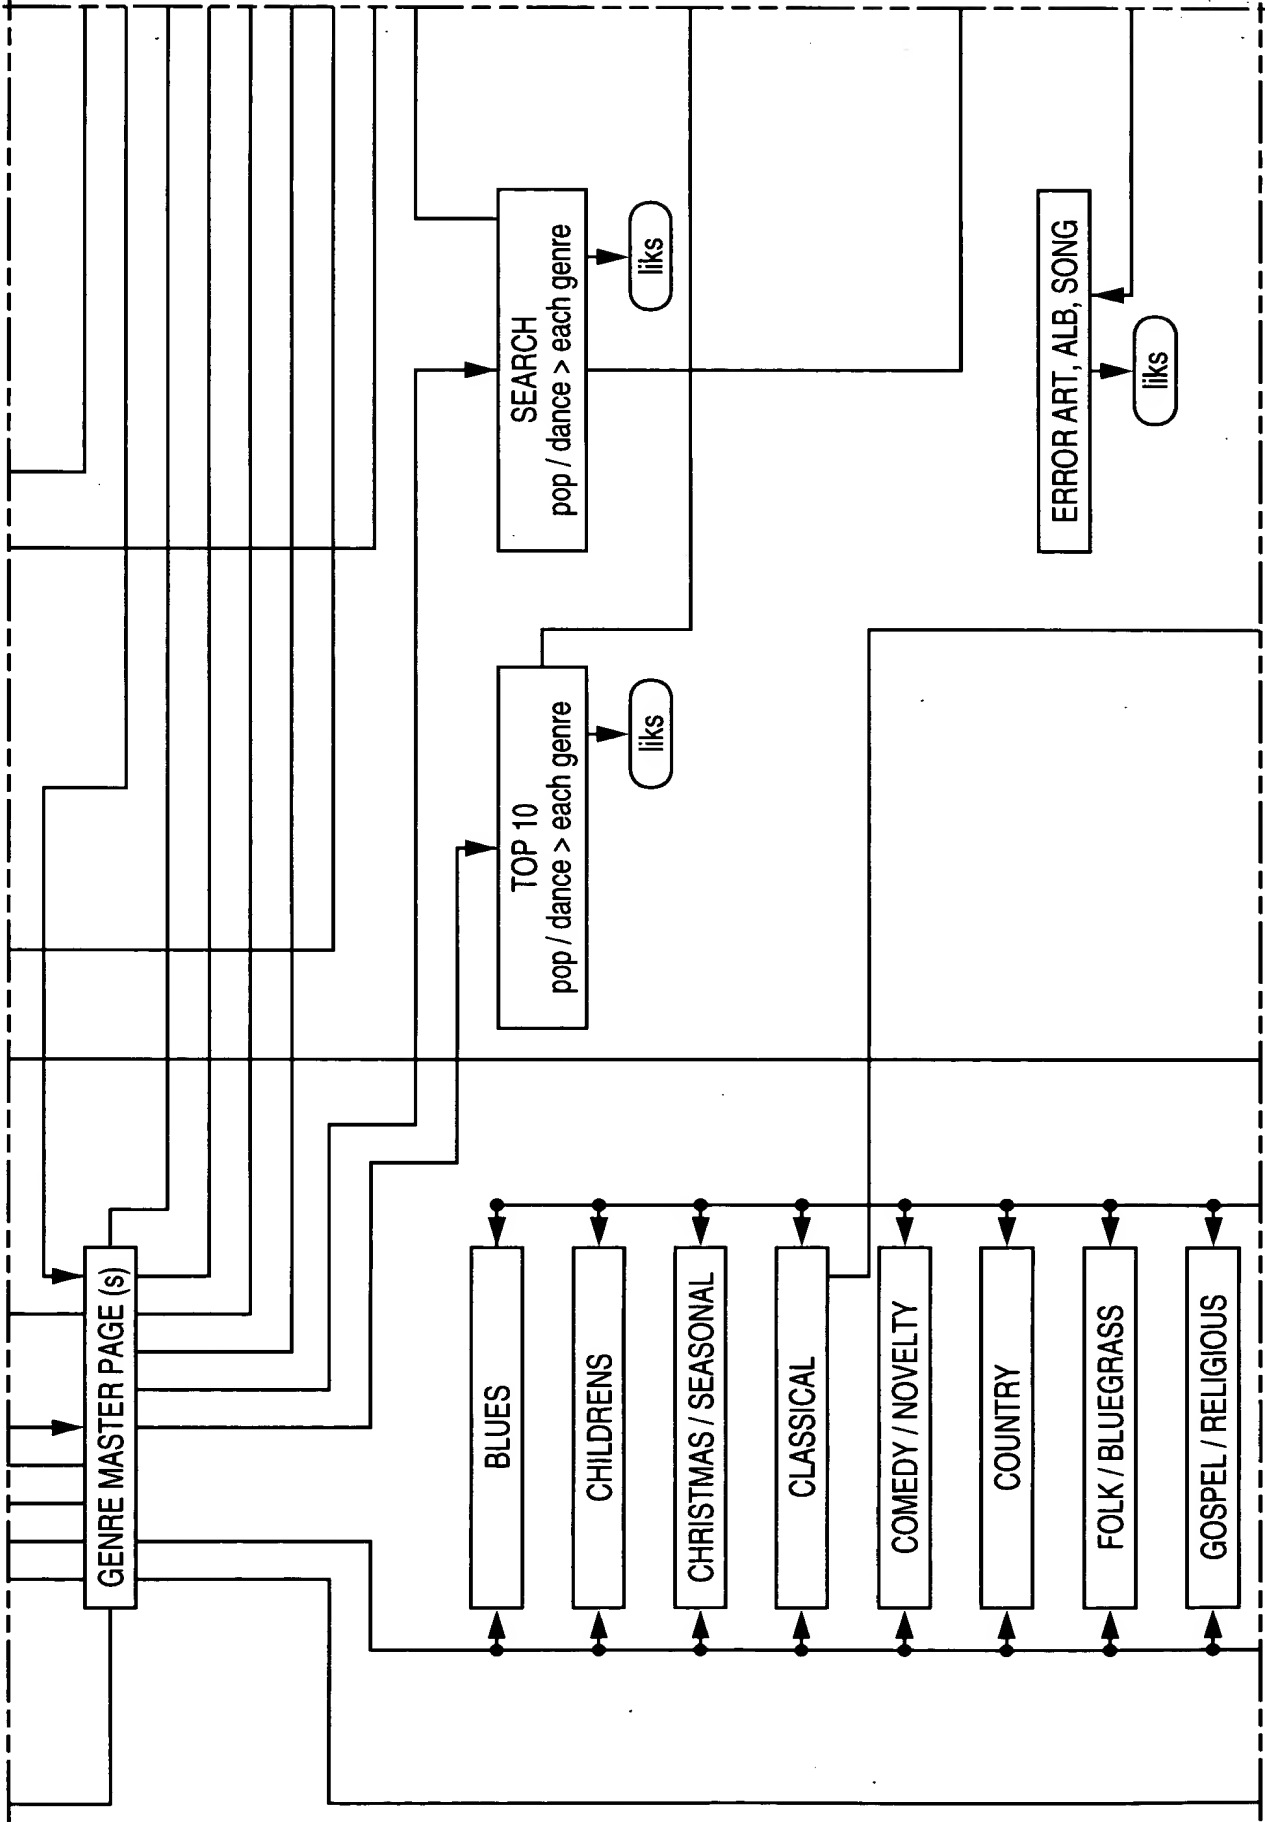 GENRE MASTER PAGE (s)
TOP 10
pop / dance > each genre
liks
SEARCH
pop / dance > each genre
liks
BLUES
CHILDRENS
CHRISTMAS / SEASONAL
CLASSICAL
COMEDY / NOVELTY
COUNTRY
FOLK / BLUEGRASS
GOSPEL / RELIGIOUS
ERROR ART, ALB, SONG
liks